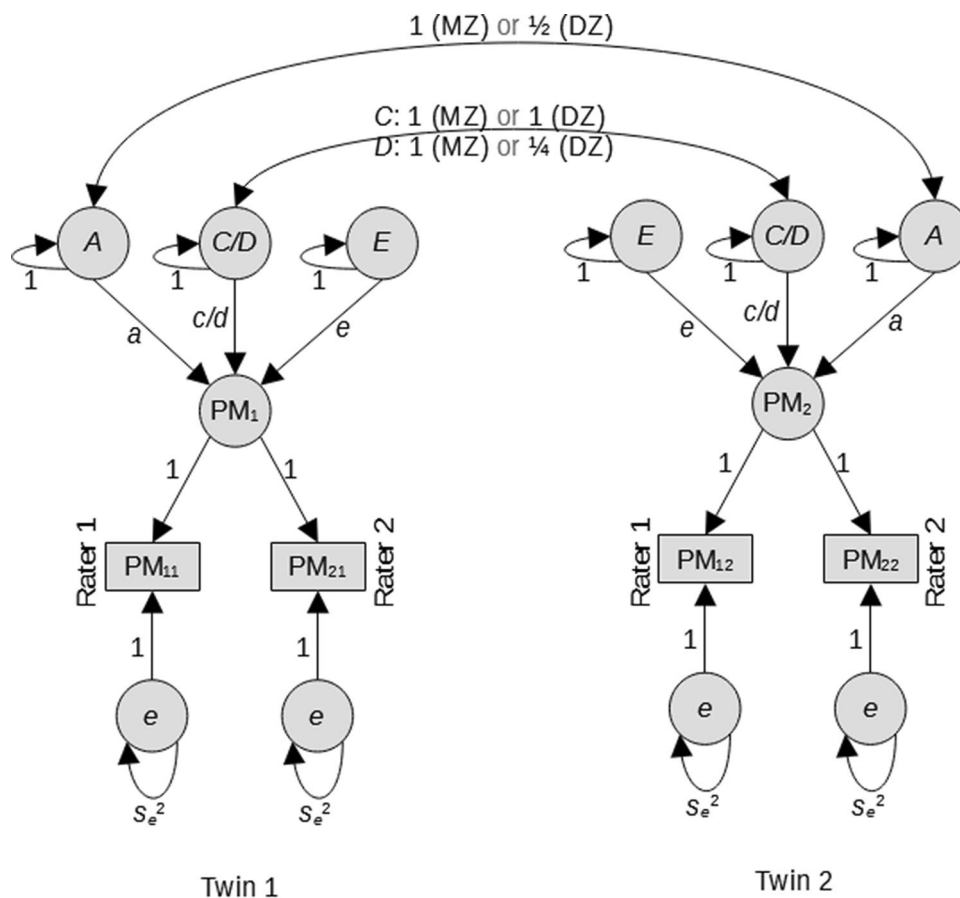 1 (MZ) or ½ (DZ)
C: 1 (MZ) or 1 (DZ)
D: 1 (MZ) or ¼ (DZ)
A C/D E E C/D A
1 1 1 1 1 1
a c/d e e c/d a
PM₁ PM₂
1 1 1 1
Rater 1 PM₁₁ PM₂₁ Rater 2 Rater 1 PM₁₂ PM₂₂ Rater 2
1 1 1 1
e e e e
sₑ² sₑ² sₑ² sₑ²
Twin 1 Twin 2